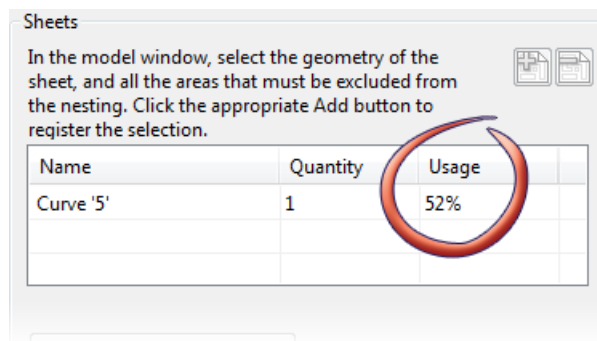 Sheets
In the model window, select the geometry of the
sheet, and all the areas that must be excluded from
the nesting. Click the appropriate Add button to
register the selection.
Name Quantity Usage
Curve '5' 1 52%